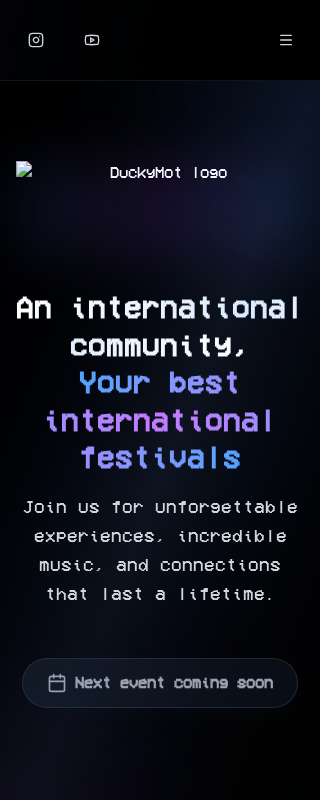 DuckyMot logo
An international
community,
Your best
international
festivals
Join us for unforgettable
experiences, incredible
music, and connections
that last a lifetime.
Next event coming soon